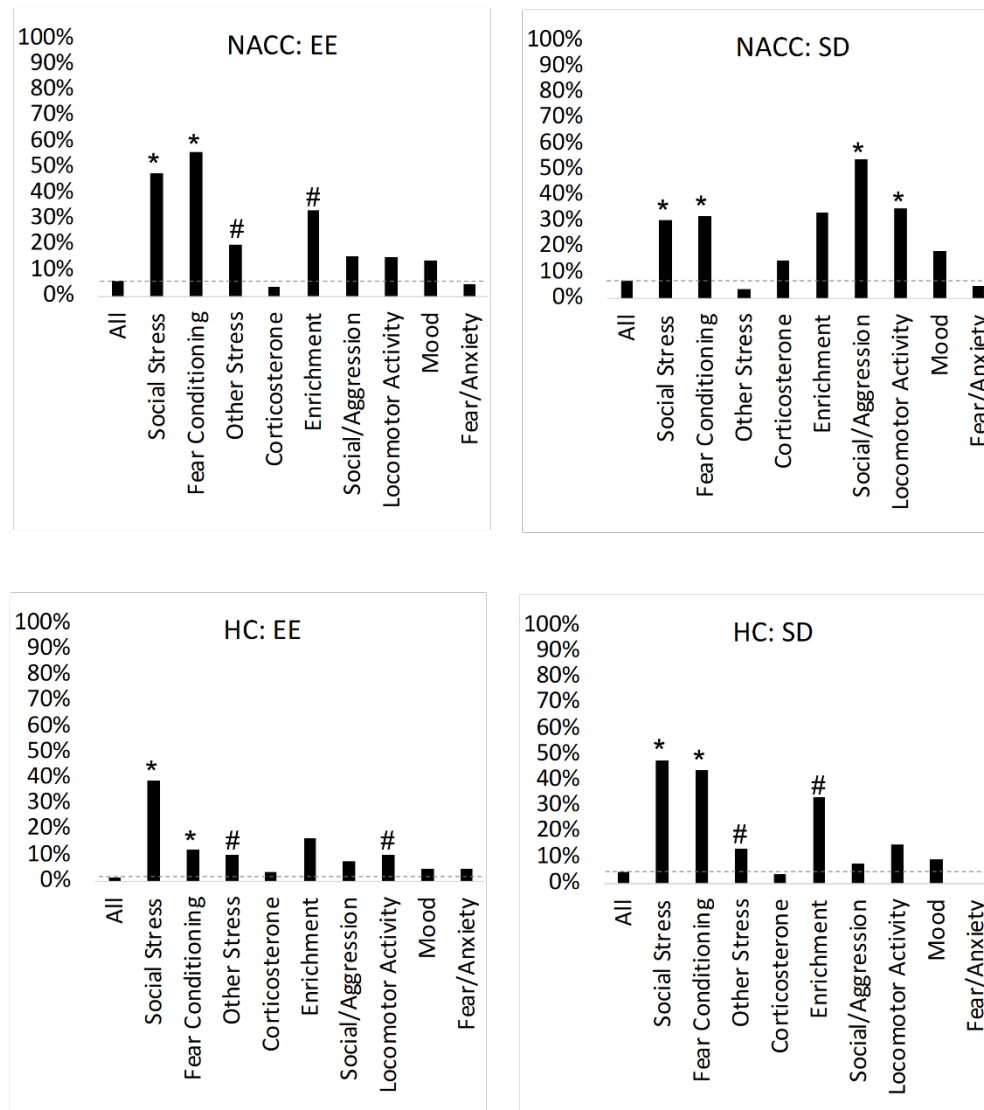 NACC: EE
100%
90%
80%
70%
60%
50%
40%
30%
20%
10%
0%
*
*
#
#
All
Social Stress
Fear Conditioning
Other Stress
Corticosterone
Enrichment
Social/Aggression
Locomotor Activity
Mood
Fear/Anxiety
NACC: SD
100%
90%
80%
70%
60%
50%
40%
30%
20%
10%
0%
*
*
*
*
All
Social Stress
Fear Conditioning
Other Stress
Corticosterone
Enrichment
Social/Aggression
Locomotor Activity
Mood
Fear/Anxiety
HC: EE
100%
90%
80%
70%
60%
50%
40%
30%
20%
10%
0%
*
*
#
#
All
Social Stress
Fear Conditioning
Other Stress
Corticosterone
Enrichment
Social/Aggression
Locomotor Activity
Mood
Fear/Anxiety
HC: SD
100%
90%
80%
70%
60%
50%
40%
30%
20%
10%
0%
*
*
#
#
All
Social Stress
Fear Conditioning
Other Stress
Corticosterone
Enrichment
Social/Aggression
Locomotor Activity
Mood
Fear/Anxiety